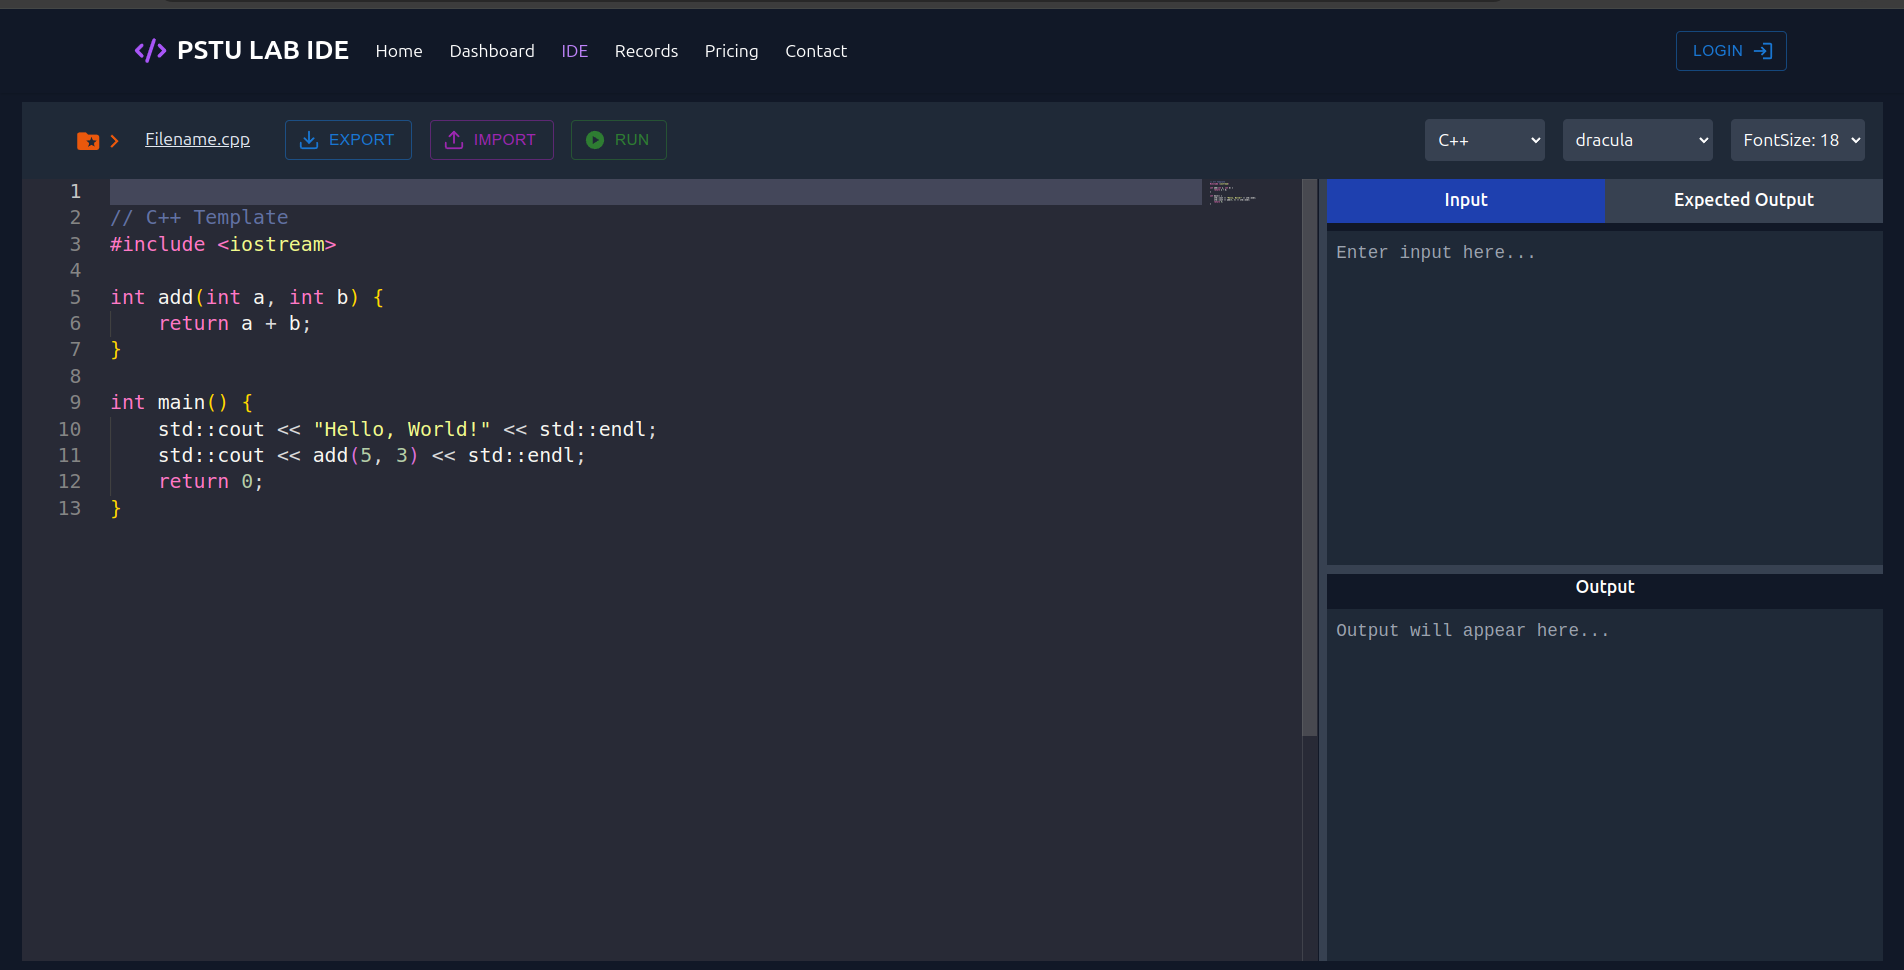 </> PSTU LAB IDE Home Dashboard IDE Records Pricing Contact LOGIN
Filename.cpp EXPORT IMPORT RUN C++ dracula FontSize: 18
1
2 // C++ Template
3 #include <iostream>
4
5 int add(int a, int b) {
6     return a + b;
7 }
8
9 int main() {
10     std::cout << "Hello, World!" << std::endl;
11     std::cout << add(5, 3) << std::endl;
12     return 0;
13 }
Input Expected Output
Enter input here...
Output
Output will appear here...